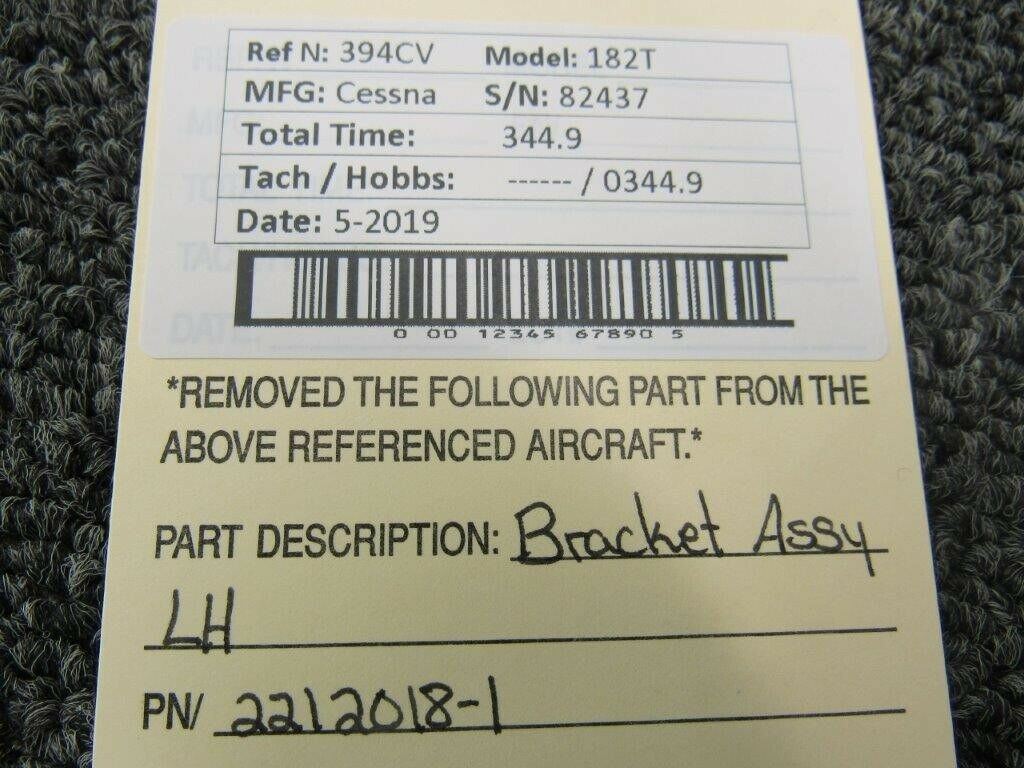 Ref N: 394CV Model: 182T
MFG: Cessna S/N: 82437
Total Time: 344.9
Tach / Hobbs: ------ / 0344.9
Date: 5-2019
0 00 12345 67890 5
*REMOVED THE FOLLOWING PART FROM THE
ABOVE REFERENCED AIRCRAFT.*
PART DESCRIPTION: Bracket Assy
LH
PN/ 2212018-1